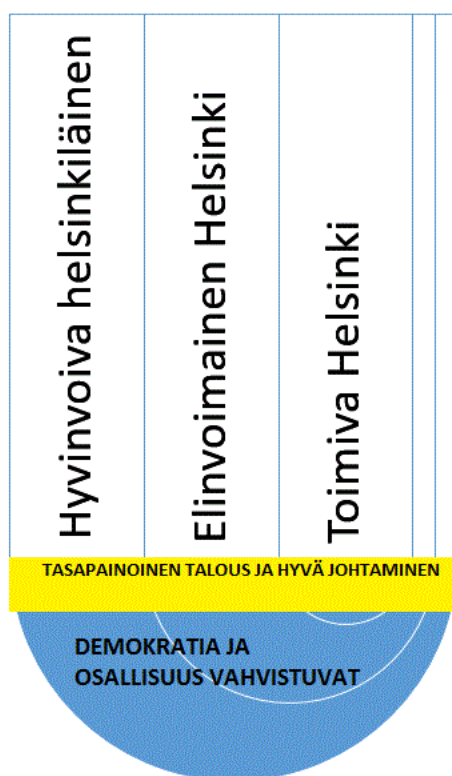 Hyvinvoiva helsinkiläinen
Elinvoimainen Helsinki
Toimiva Helsinki
TASAPAINOINEN TALOUS JA HYVÄ JOHTAMINEN
DEMOKRATIA JA
OSALLISUUS VAHVISTUVAT